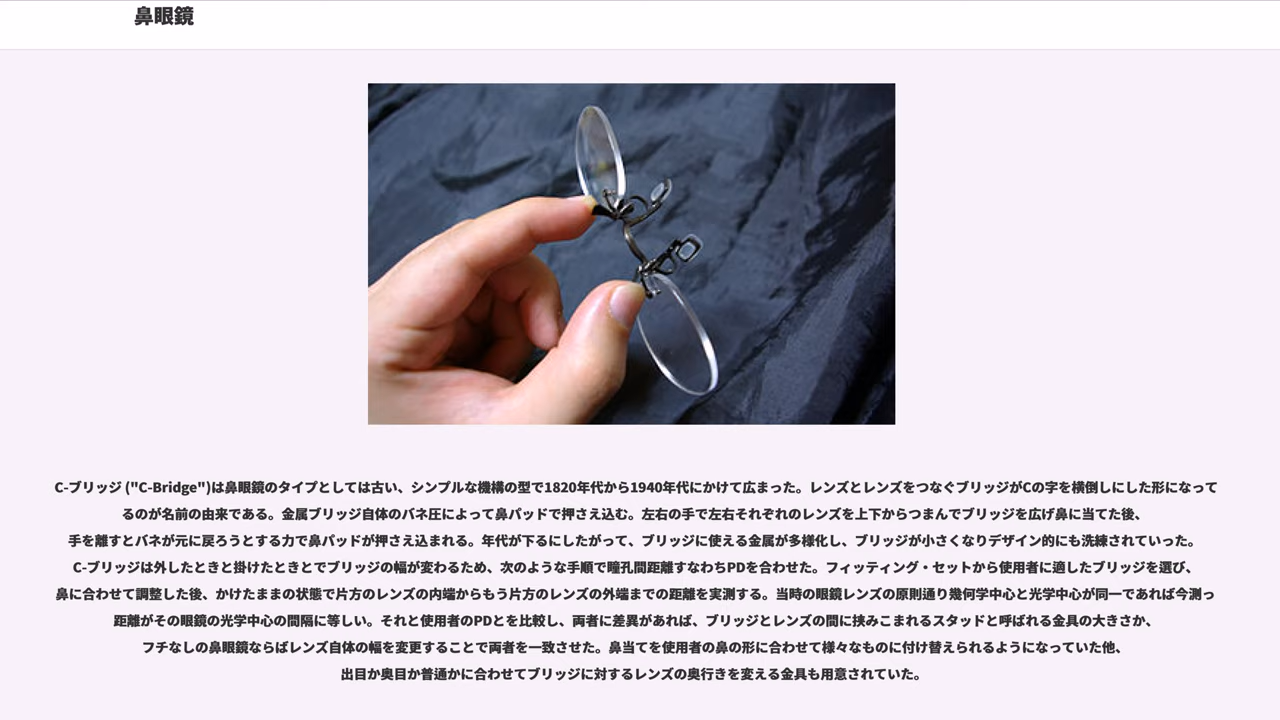 鼻眼鏡
C-ブリッジ ("C-Bridge")は鼻眼鏡のタイプとしては古い、シンプルな機構の型で1820年代から1940年代にかけて広まった。レンズとレンズをつなぐブリッジがCの字を横倒しにした形になって
るのが名前の由来である。金属ブリッジ自体のバネ圧によって鼻パッドで押さえ込む。左右の手で左右それぞれのレンズを上下からつまんでブリッジを広げ鼻に当てた後、
手を離すとバネが元に戻ろうとする力で鼻パッドが押さえ込まれる。年代が下るにしたがって、ブリッジに使える金属が多様化し、ブリッジが小さくなりデザイン的にも洗練されていった。
C-ブリッジは外したときと掛けたときとでブリッジの幅が変わるため、次のような手順で瞳孔間距離すなわちPDを合わせた。フィッティング・セットから使用者に適したブリッジを選び、
鼻に合わせて調整した後、かけたままの状態で片方のレンズの内端からもう片方のレンズの外端までの距離を実測する。当時の眼鏡レンズの原則通り幾何学中心と光学中心が同一であれば今測っ
距離がその眼鏡の光学中心の間隔に等しい。それと使用者のPDとを比較し、両者に差異があれば、ブリッジとレンズの間に挟みこまれるスタッドと呼ばれる金具の大きさか、
フチなしの鼻眼鏡ならばレンズ自体の幅を変更することで両者を一致させた。鼻当てを使用者の鼻の形に合わせて様々なものに付け替えられるようになっていた他、
出目か奥目か普通かに合わせてブリッジに対するレンズの奥行きを変える金具も用意されていた。